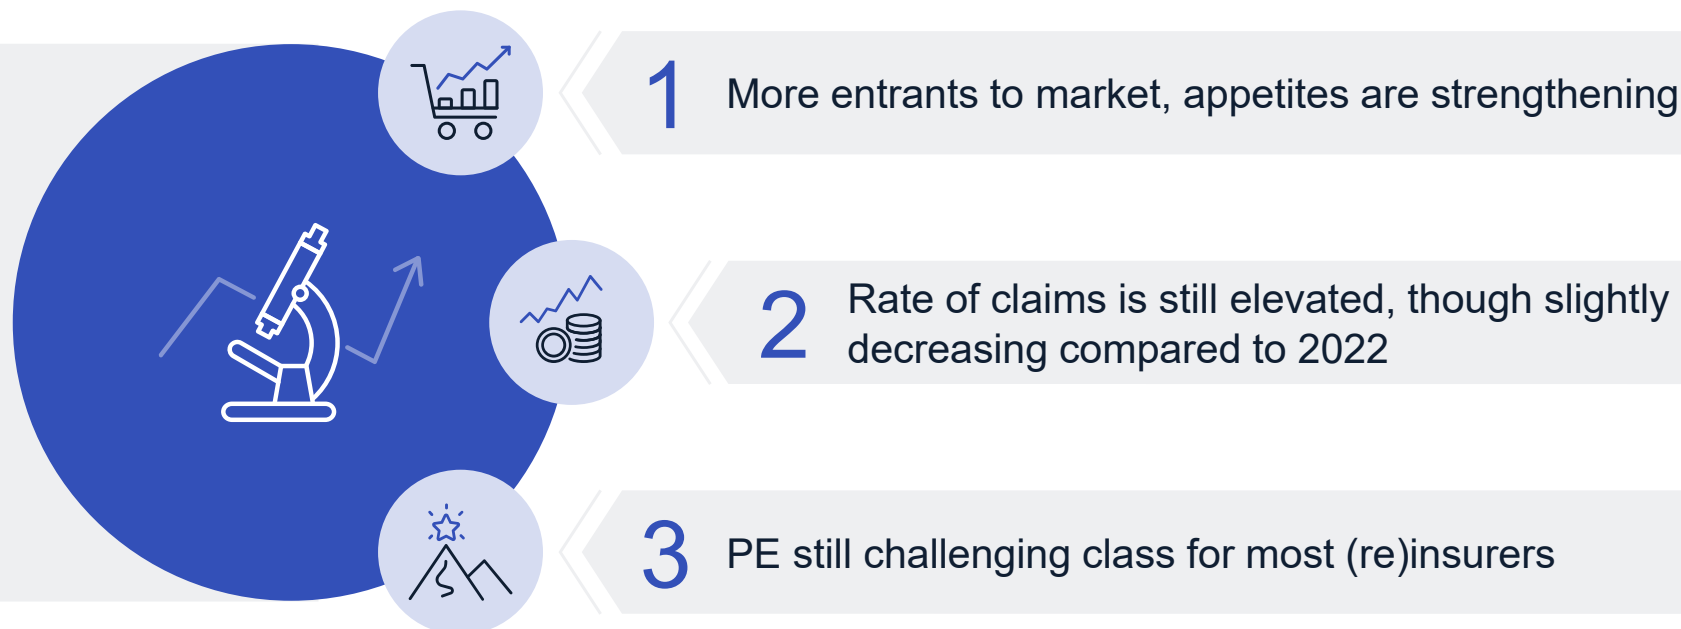 1 More entrants to market, appetites are strengthening
2 Rate of claims is still elevated, though slightly
decreasing compared to 2022
3 PE still challenging class for most (re)insurers